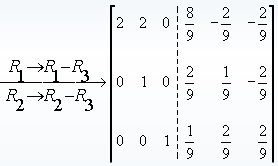 R₁→R₁−R₃
R₂→R₂−R₃
2 2 0 8/9 −2/9 −2/9
0 1 0 2/9 1/9 −2/9
0 0 1 1/9 2/9 2/9